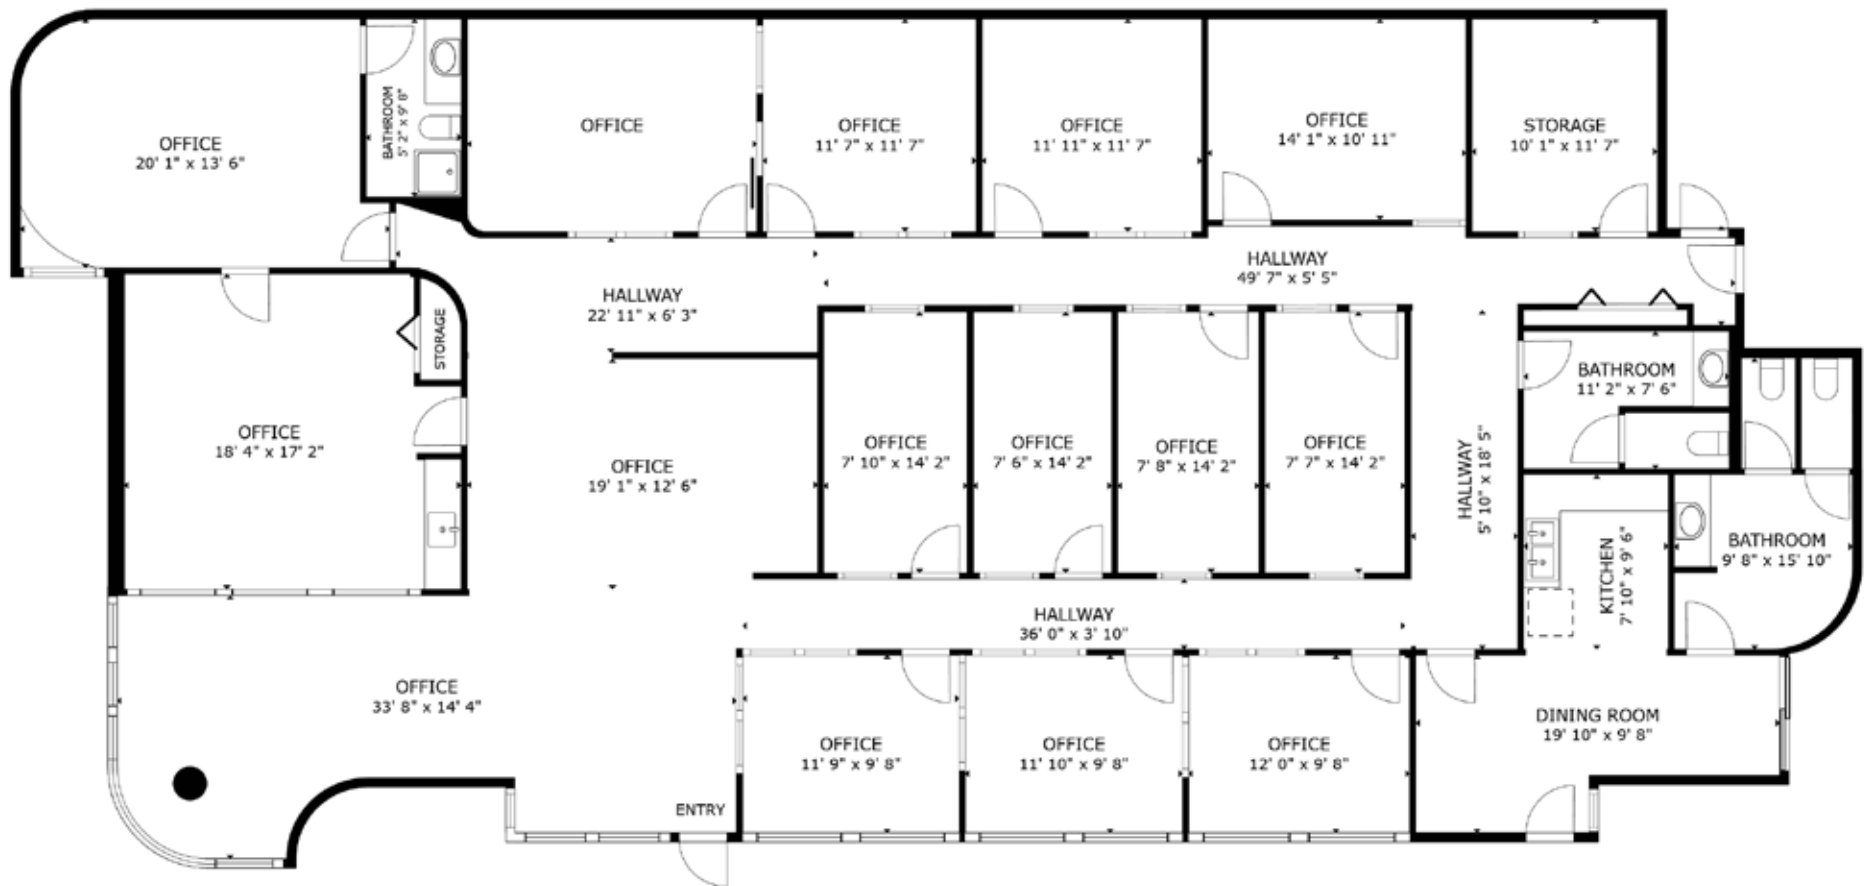 OFFICE
20' 1" x 13' 6"
BATHROOM
5' 2" x 9' 8"
OFFICE
OFFICE
11' 7" x 11' 7"
OFFICE
11' 11" x 11' 7"
OFFICE
14' 1" x 10' 11"
STORAGE
10' 1" x 11' 7"
HALLWAY
22' 11" x 6' 3"
HALLWAY
49' 7" x 5' 5"
STORAGE
OFFICE
18' 4" x 17' 2"
OFFICE
19' 1" x 12' 6"
OFFICE
7' 10" x 14' 2"
OFFICE
7' 6" x 14' 2"
OFFICE
7' 8" x 14' 2"
OFFICE
7' 7" x 14' 2"
HALLWAY
5' 10" x 18' 5"
BATHROOM
11' 2" x 7' 6"
KITCHEN
7' 10" x 9' 6"
BATHROOM
9' 8" x 15' 10"
HALLWAY
36' 0" x 3' 10"
OFFICE
33' 8" x 14' 4"
OFFICE
11' 9" x 9' 8"
OFFICE
11' 10" x 9' 8"
OFFICE
12' 0" x 9' 8"
DINING ROOM
19' 10" x 9' 8"
ENTRY